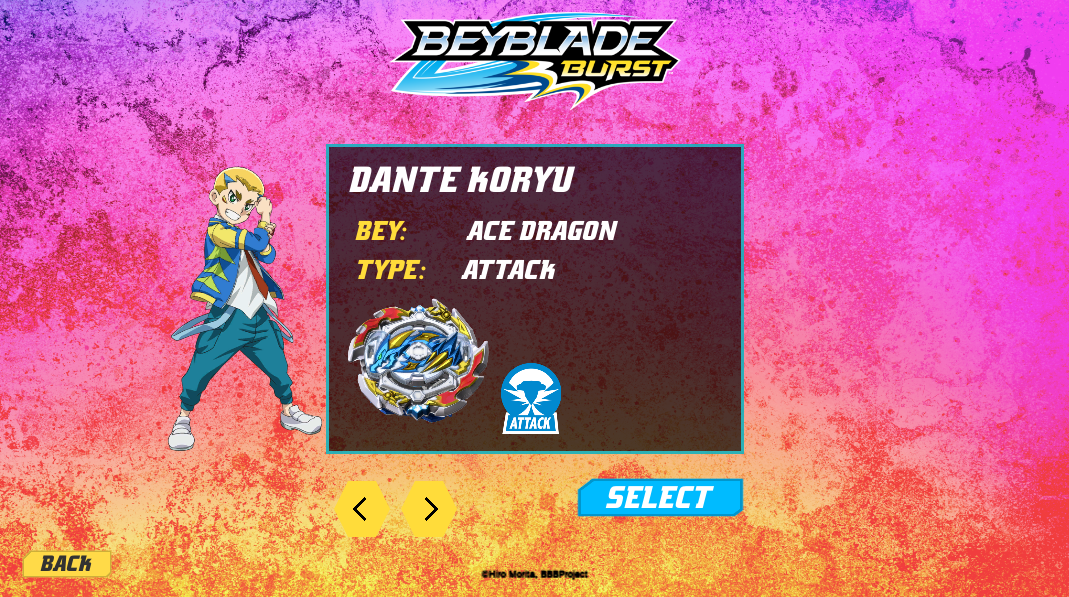 BEYBLADE
BURST
DANTE KORYU
BEY: ACE DRAGON
TYPE: ATTACK
ATTACK
SELECT
BACK
©Hiro Morita, BBBProject